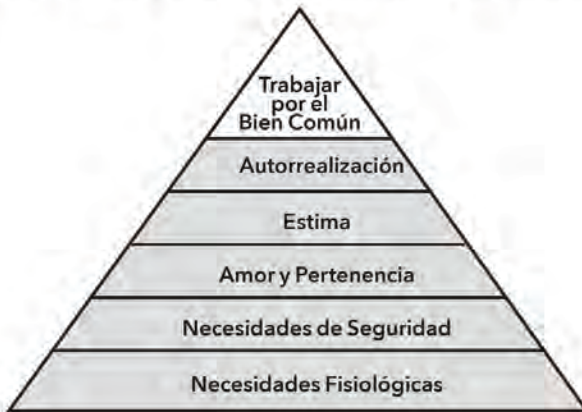 Trabajar
por el
Bien Común
Autorrealización
Estima
Amor y Pertenencia
Necesidades de Seguridad
Necesidades Fisiológicas